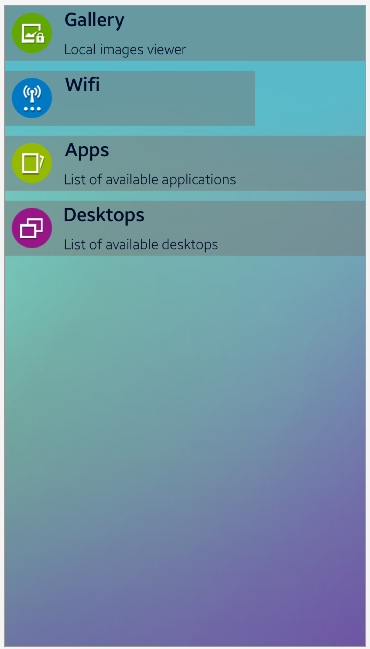 Gallery
Local images viewer
Wifi
Apps
List of available applications
Desktops
List of available desktops